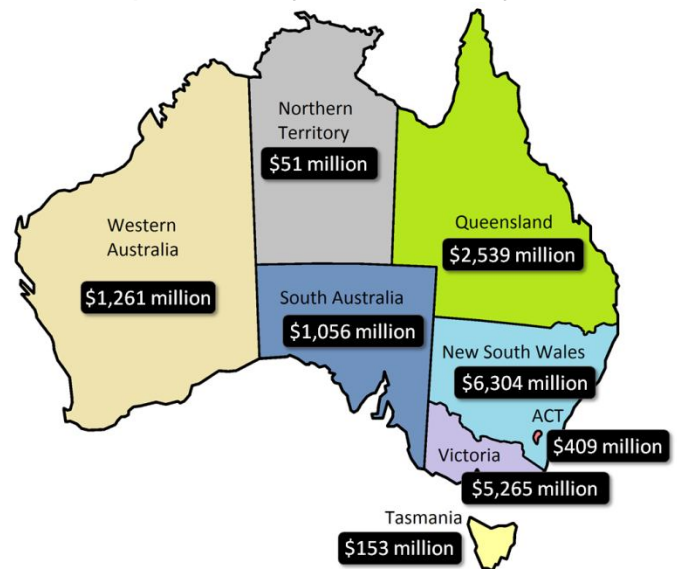 Northern
Territory
$51 million
Queensland
$2,539 million
Western
Australia
$1,261 million
South Australia
$1,056 million
New South Wales
$6,304 million
ACT
$409 million
Victoria
$5,265 million
Tasmania
$153 million